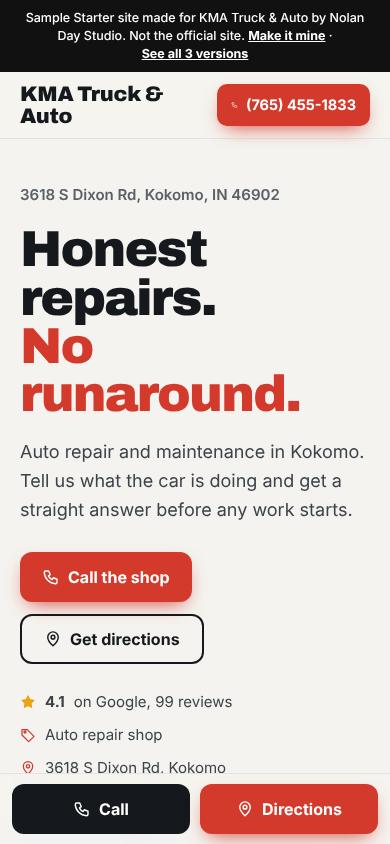 Sample Starter site made for KMA Truck & Auto by Nolan
Day Studio. Not the official site. Make it mine ·
See all 3 versions
KMA Truck &
Auto
(765) 455-1833
3618 S Dixon Rd, Kokomo, IN 46902
Honest
repairs.
No
runaround.
Auto repair and maintenance in Kokomo.
Tell us what the car is doing and get a
straight answer before any work starts.
Call the shop
Get directions
4.1 on Google, 99 reviews
Auto repair shop
3618 S Dixon Rd, Kokomo
Call
Directions